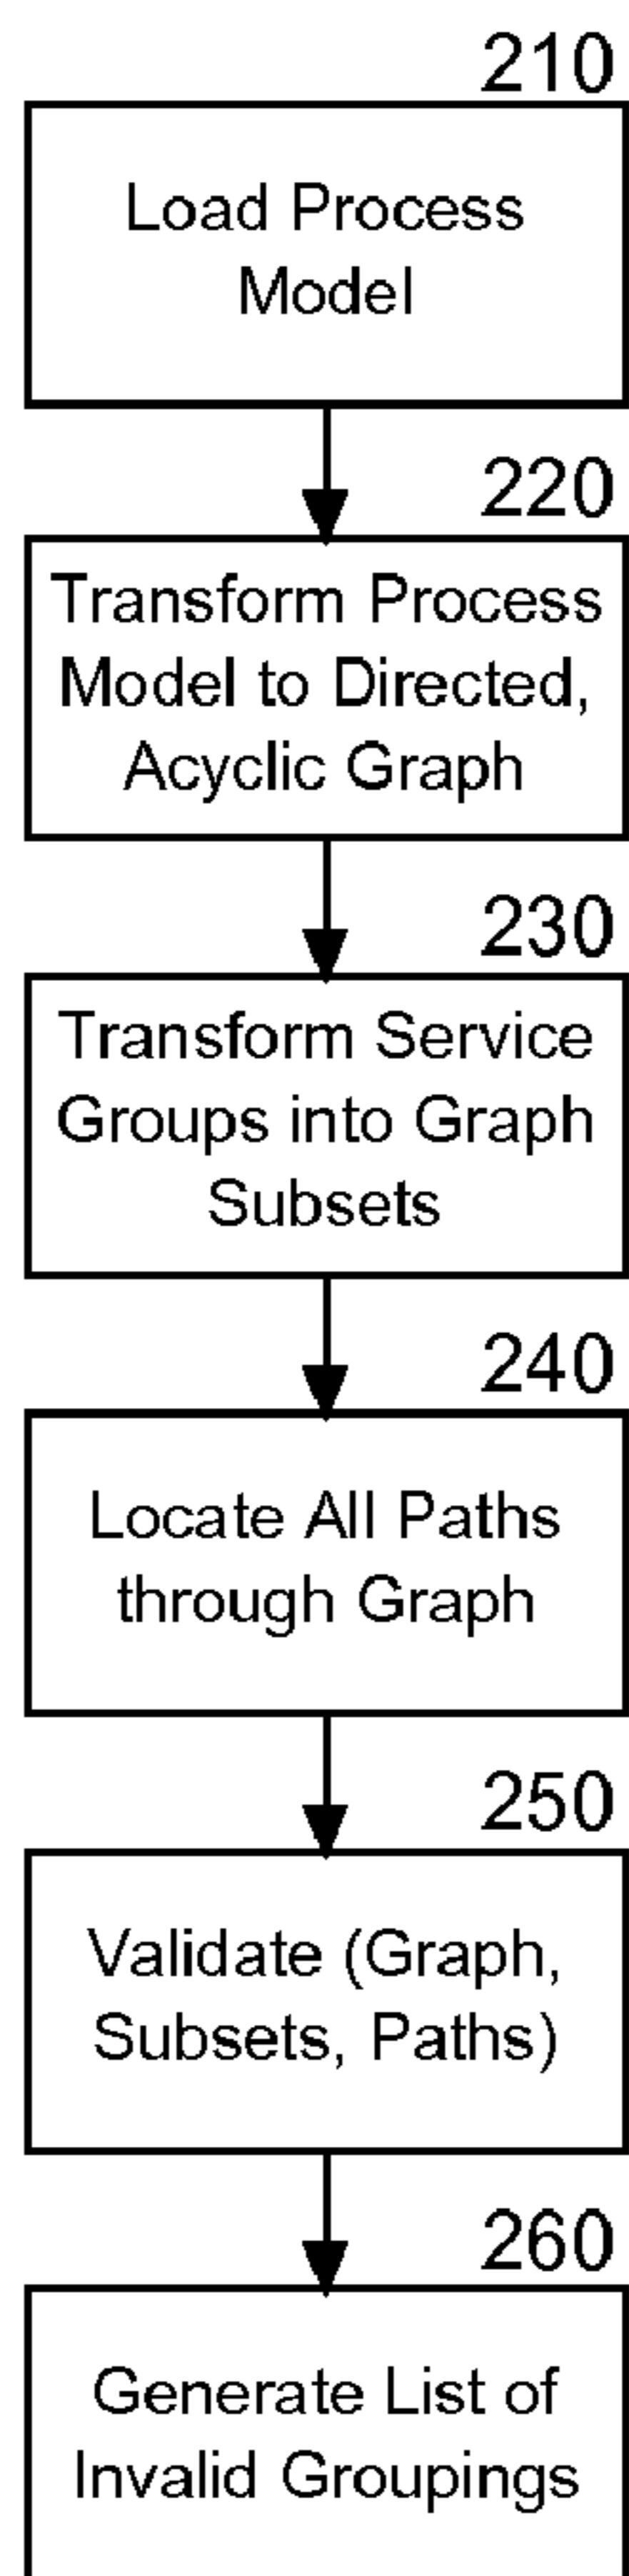 210
Load Process
Model
220
Transform Process
Model to Directed,
Acyclic Graph
230
Transform Service
Groups into Graph
Subsets
240
Locate All Paths
through Graph
250
Validate (Graph,
Subsets, Paths)
260
Generate List of
Invalid Groupings